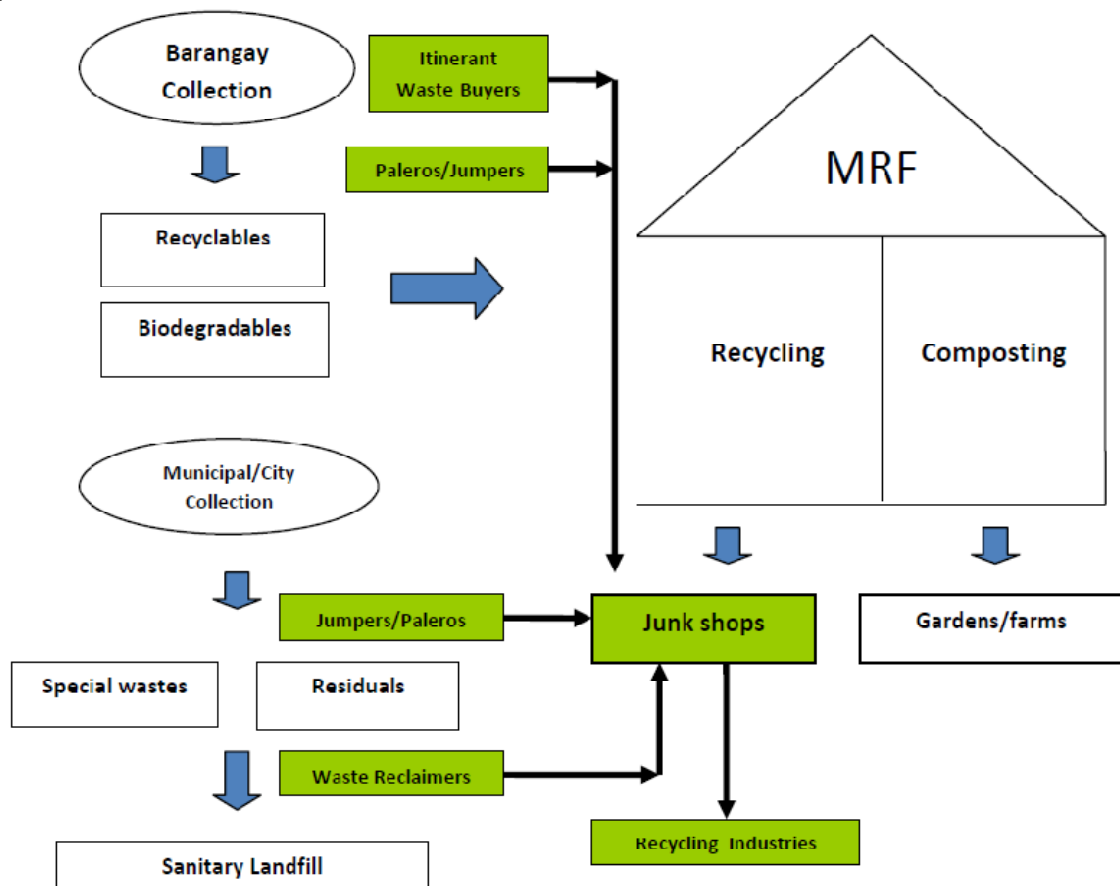 Barangay
Collection
Itinerant
Waste Buyers
Paleros/Jumpers
MRF
Recyclables
Biodegradables
Recycling
Composting
Municipal/City
Collection
Jumpers/Paleros
Junk shops
Gardens/farms
Special wastes
Residuals
Waste Reclaimers
Recycling Industries
Sanitary Landfill